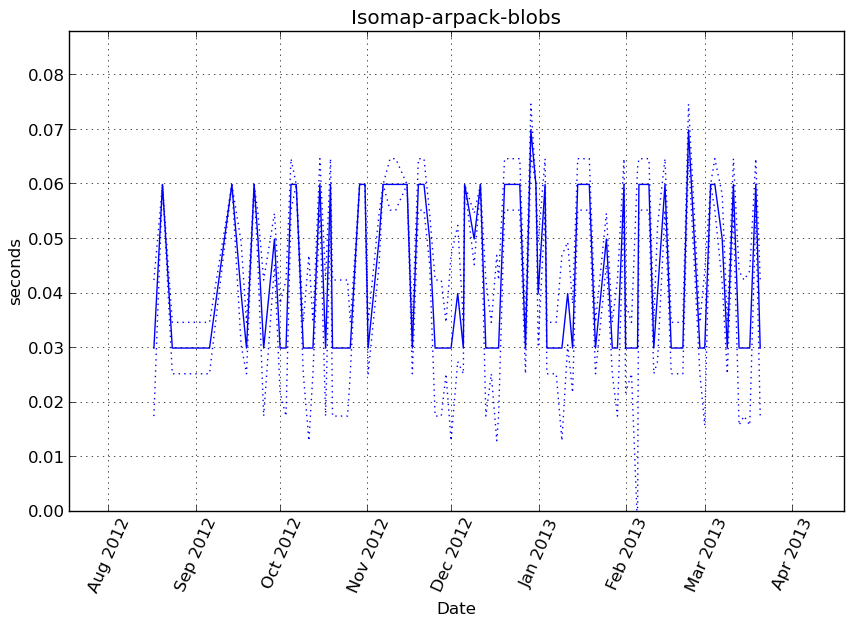 Isomap-arpack-blobs
0.08
0.07
0.06
0.05
0.04
0.03
0.02
0.01
0.00
seconds
Aug 2012
Sep 2012
Oct 2012
Nov 2012
Dec 2012
Jan 2013
Feb 2013
Mar 2013
Apr 2013
Date